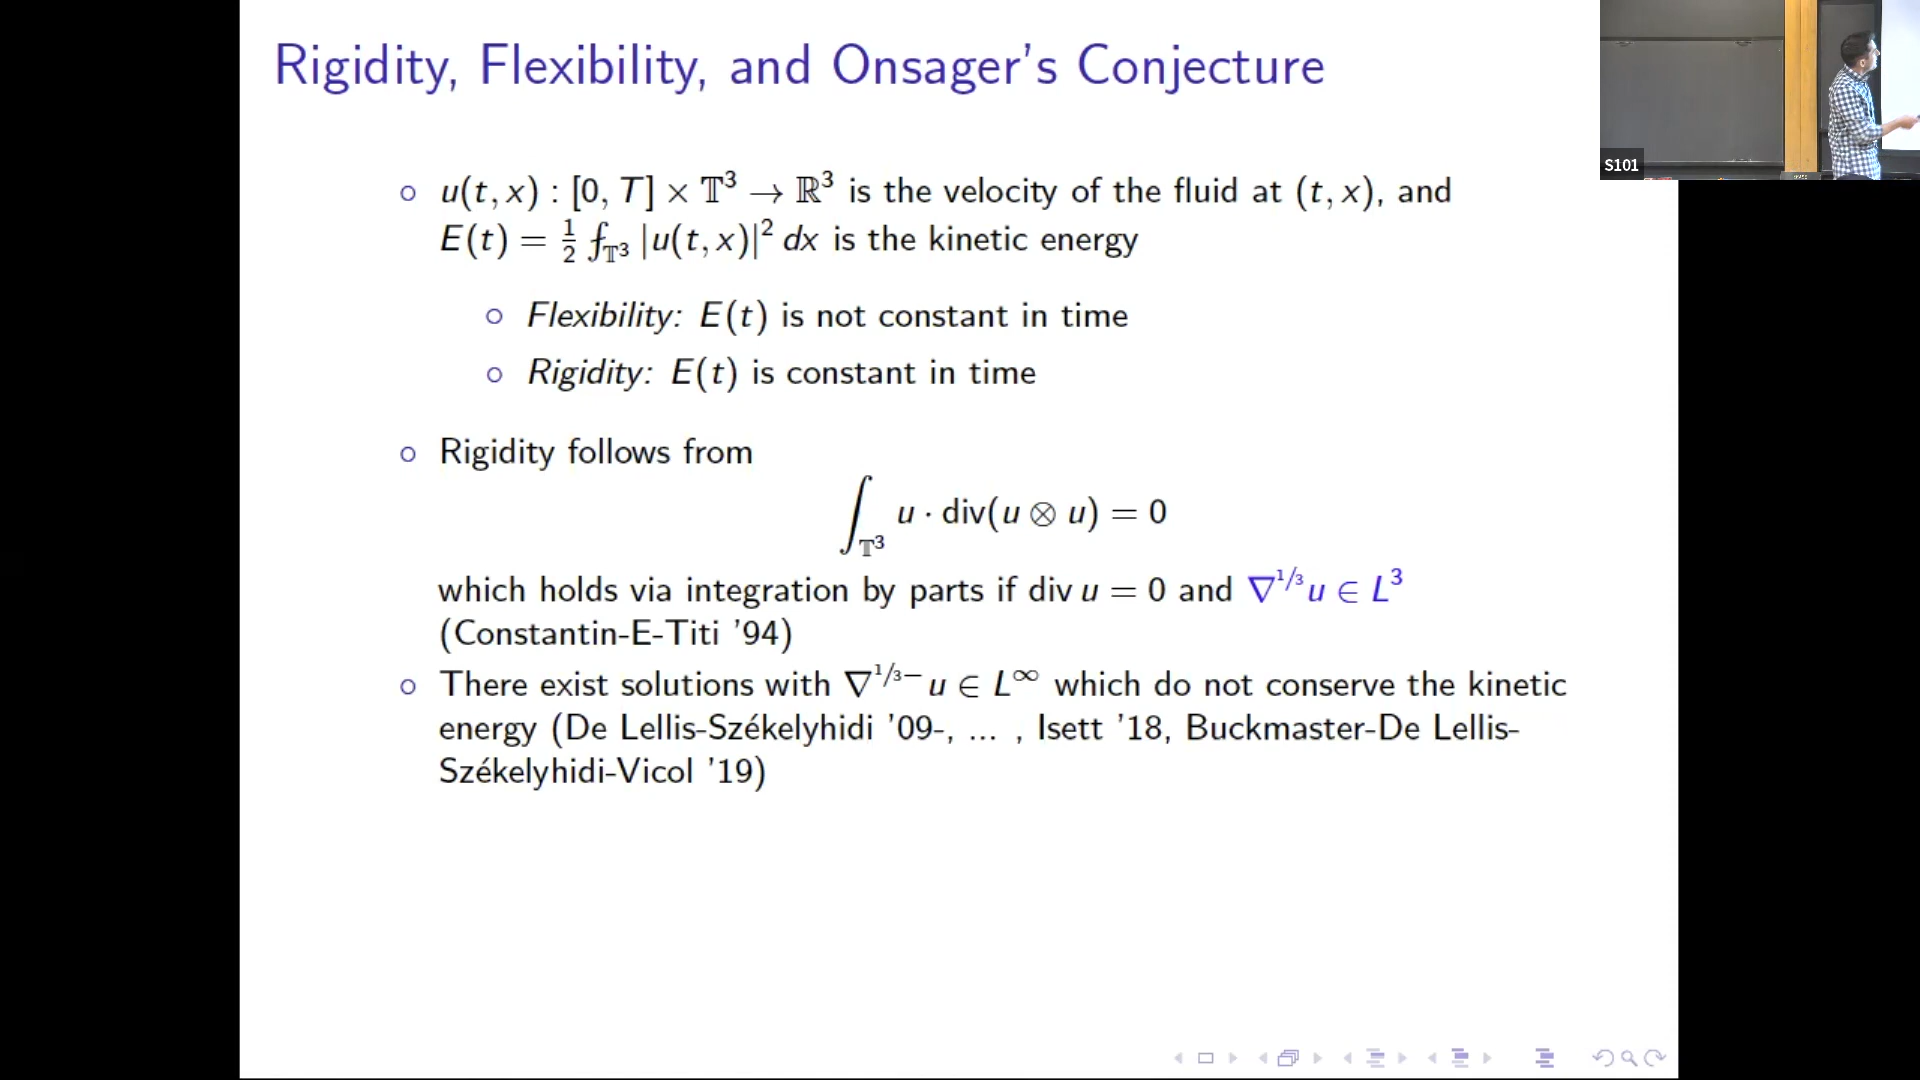 Rigidity, Flexibility, and Onsager's Conjecture
S101
∘ u(t, x) : [0, T] × 𝕋³ → ℝ³ is the velocity of the fluid at (t, x), and
E(t) = ½ ⨍_𝕋³ |u(t, x)|² dx is the kinetic energy
∘ Flexibility: E(t) is not constant in time
∘ Rigidity: E(t) is constant in time
∘ Rigidity follows from
∫_𝕋³ u · div(u ⊗ u) = 0
which holds via integration by parts if div u = 0 and ∇^{1/3} u ∈ L³
(Constantin-E-Titi '94)
∘ There exist solutions with ∇^{1/3−} u ∈ L^∞ which do not conserve the kinetic
energy (De Lellis-Székelyhidi '09-, ... , Isett '18, Buckmaster-De Lellis-
Székelyhidi-Vicol '19)